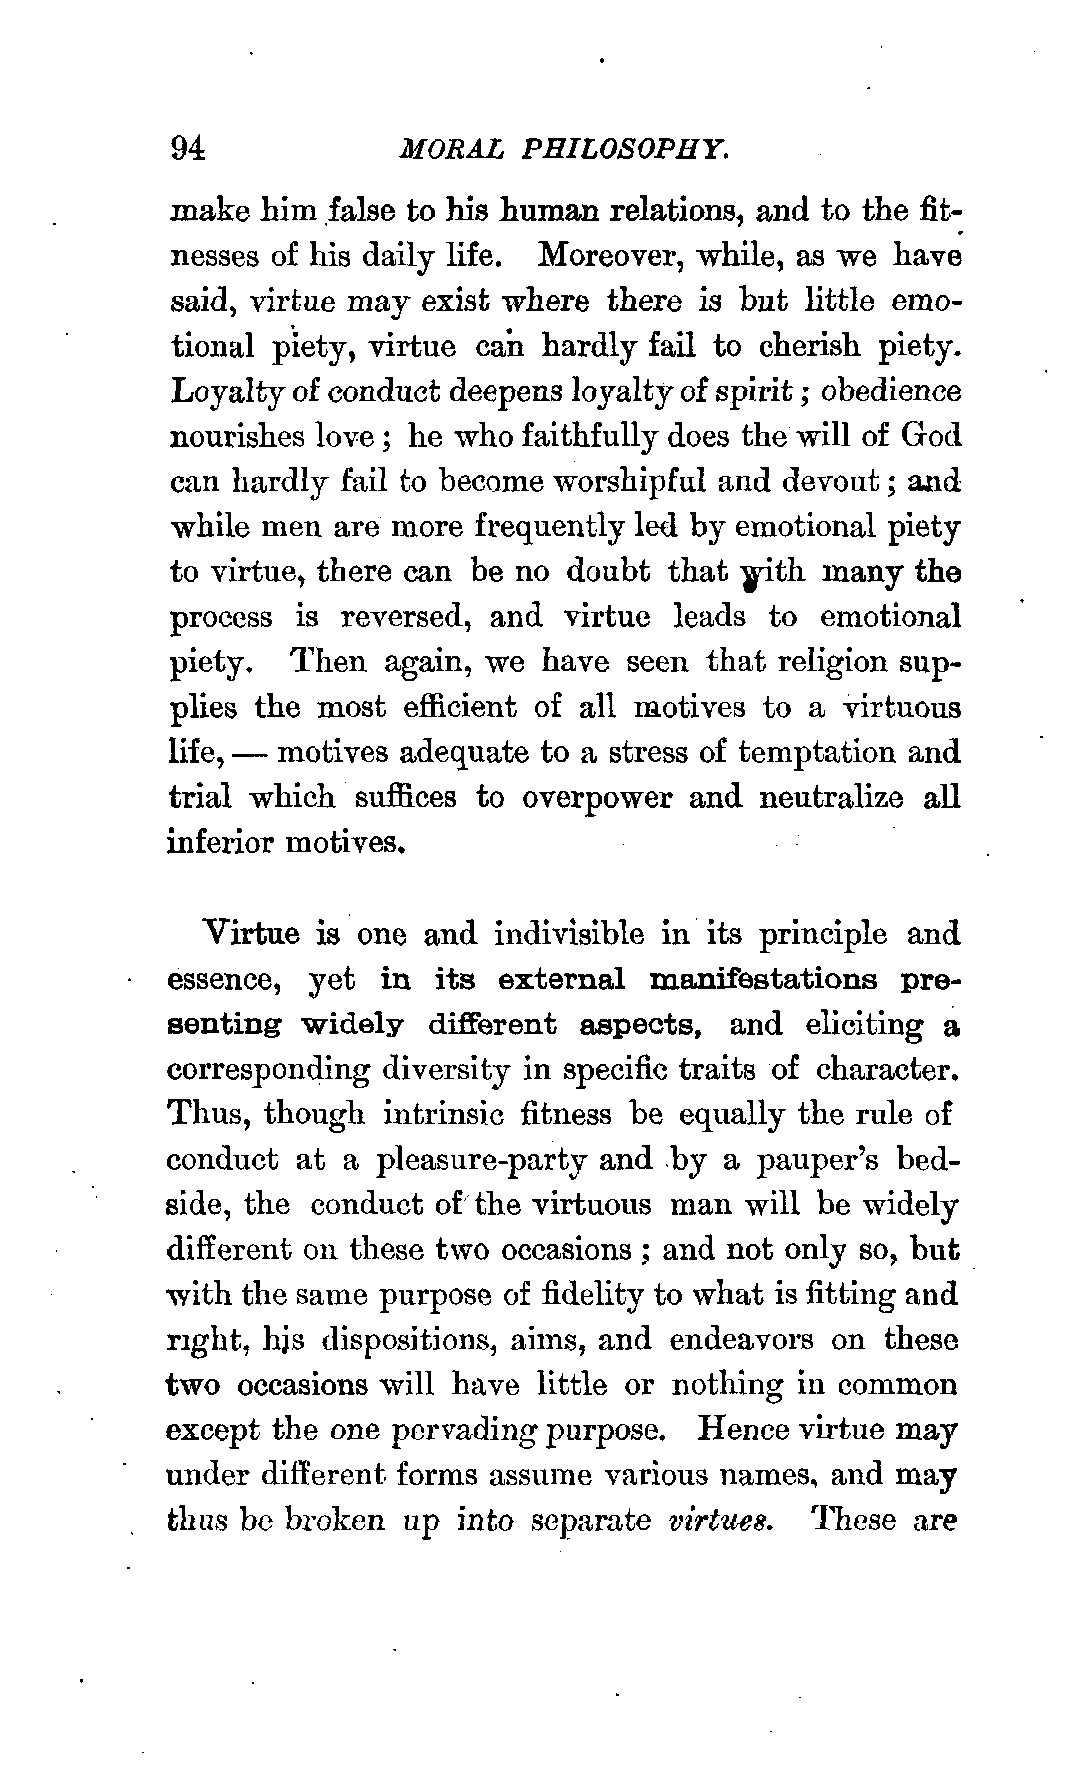 94 MORAL PHILOSOPHY.
make him false to his human relations, and to the fit-
nesses of his daily life. Moreover, while, as we have
said, virtue may exist where there is but little emo-
tional piety, virtue can hardly fail to cherish piety.
Loyalty of conduct deepens loyalty of spirit; obedience
nourishes love; he who faithfully does the will of God
can hardly fail to become worshipful and devout; and
while men are more frequently led by emotional piety
to virtue, there can be no doubt that with many the
process is reversed, and virtue leads to emotional
piety. Then again, we have seen that religion sup-
plies the most efficient of all motives to a virtuous
life, — motives adequate to a stress of temptation and
trial which suffices to overpower and neutralize all
inferior motives.
Virtue is one and indivisible in its principle and
essence, yet in its external manifestations pre-
senting widely different aspects, and eliciting a
corresponding diversity in specific traits of character.
Thus, though intrinsic fitness be equally the rule of
conduct at a pleasure-party and by a pauper's bed-
side, the conduct of the virtuous man will be widely
different on these two occasions; and not only so, but
with the same purpose of fidelity to what is fitting and
right, his dispositions, aims, and endeavors on these
two occasions will have little or nothing in common
except the one pervading purpose. Hence virtue may
under different forms assume various names, and may
thus be broken up into separate virtues. These are